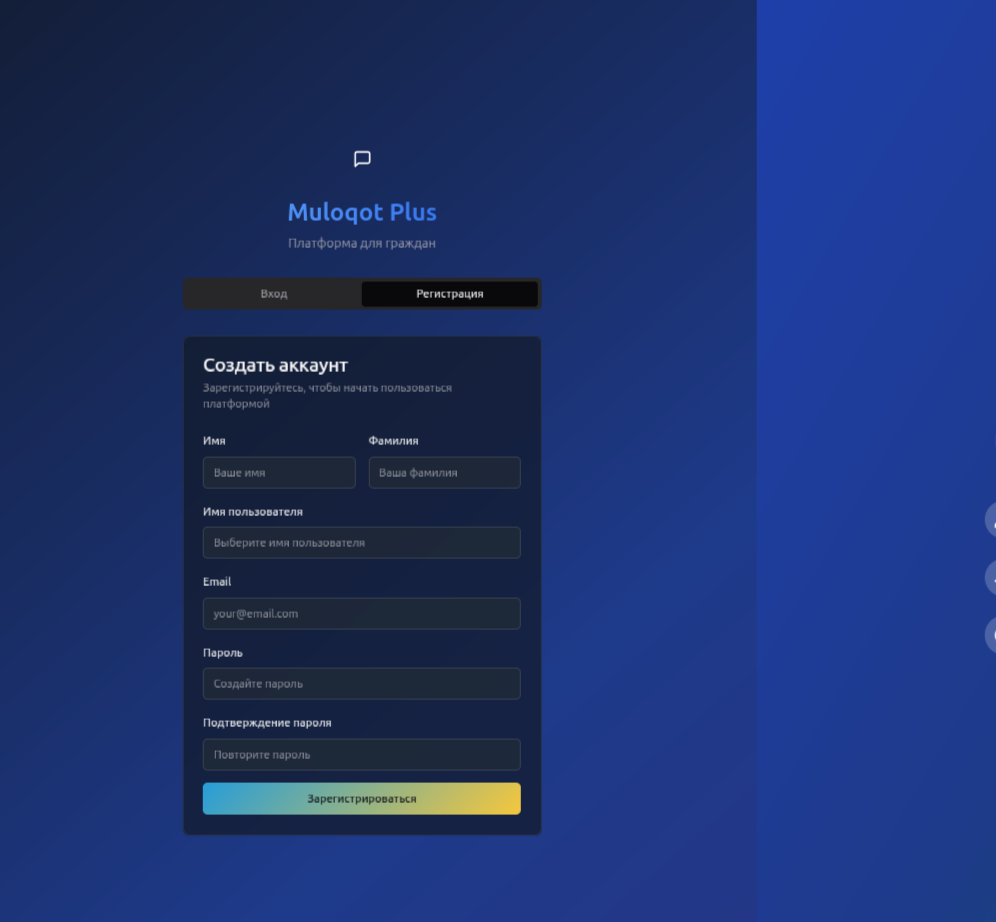 Muloqot Plus
Платформа для граждан
Вход
Регистрация
Создать аккаунт
Зарегистрируйтесь, чтобы начать пользоваться
платформой
Имя
Фамилия
Ваше имя
Ваша фамилия
Имя пользователя
Выберите имя пользователя
Email
your@email.com
Пароль
Создайте пароль
Подтверждение пароля
Повторите пароль
Зарегистрироваться